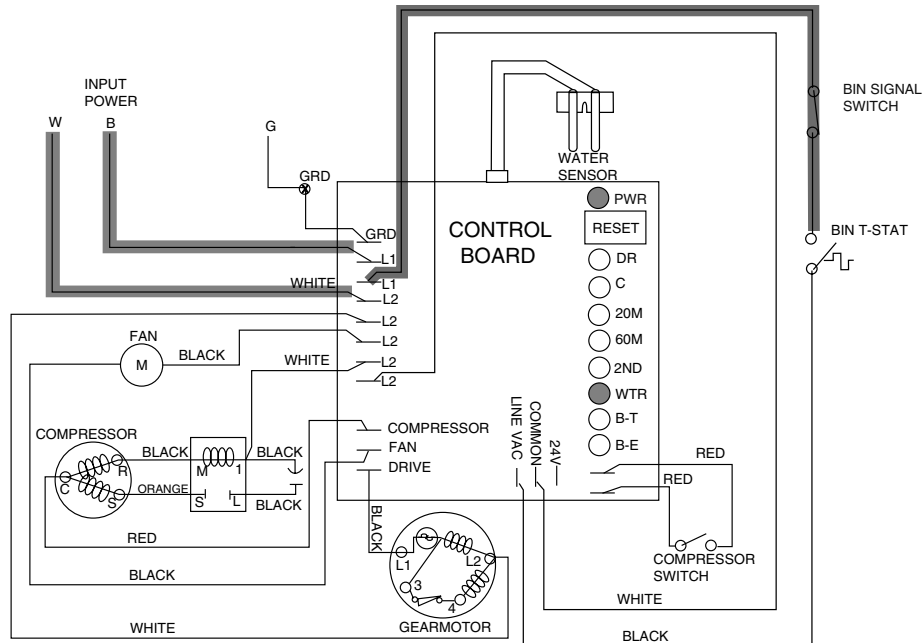 INPUT
POWER
W
B
G
GRD
BIN SIGNAL
SWITCH
WATER
SENSOR
PWR
RESET
CONTROL
BOARD
GRD
L1
L1
WHITE
L2
L2
L2
L2
L2
BIN T-STAT
DR
C
20M
60M
2ND
WTR
B-T
B-E
FAN
M
BLACK
WHITE
COMPRESSOR
R
C
S
BLACK
M
1
BLACK
ORANGE
S
L
BLACK
COMPRESSOR
FAN
DRIVE
LINE VAC
COMMON
24V
RED
RED
COMPRESSOR
SWITCH
RED
BLACK
BLACK
L1
L2
3
4
GEARMOTOR
WHITE
WHITE
BLACK